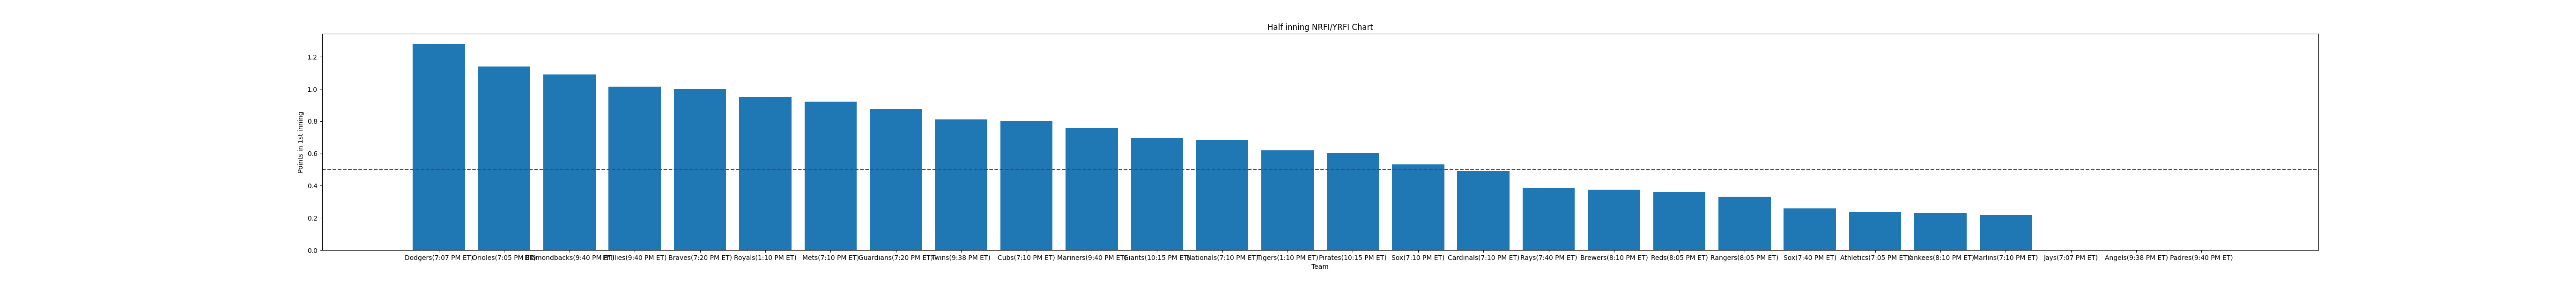 Half inning NRFI/YRFI Chart
Points in 1st inning
1.2
1.0
0.8
0.6
0.4
0.2
0.0
Dodgers(7:07 PM ET) Orioles(7:05 PM ET) Diamondbacks(9:40 PM ET) Phillies(9:40 PM ET) Braves(7:20 PM ET) Royals(1:10 PM ET) Mets(7:10 PM ET) Guardians(7:20 PM ET) Twins(9:38 PM ET) Cubs(7:10 PM ET) Mariners(9:40 PM ET) Giants(10:15 PM ET) Nationals(7:10 PM ET) Tigers(1:10 PM ET) Pirates(10:15 PM ET) Sox(7:10 PM ET) Cardinals(7:10 PM ET) Rays(7:40 PM ET) Brewers(8:10 PM ET) Reds(8:05 PM ET) Rangers(8:05 PM ET) Sox(7:40 PM ET) Athletics(7:05 PM ET) Yankees(8:10 PM ET) Marlins(7:10 PM ET) Jays(7:07 PM ET) Angels(9:38 PM ET) Padres(9:40 PM ET)
Team